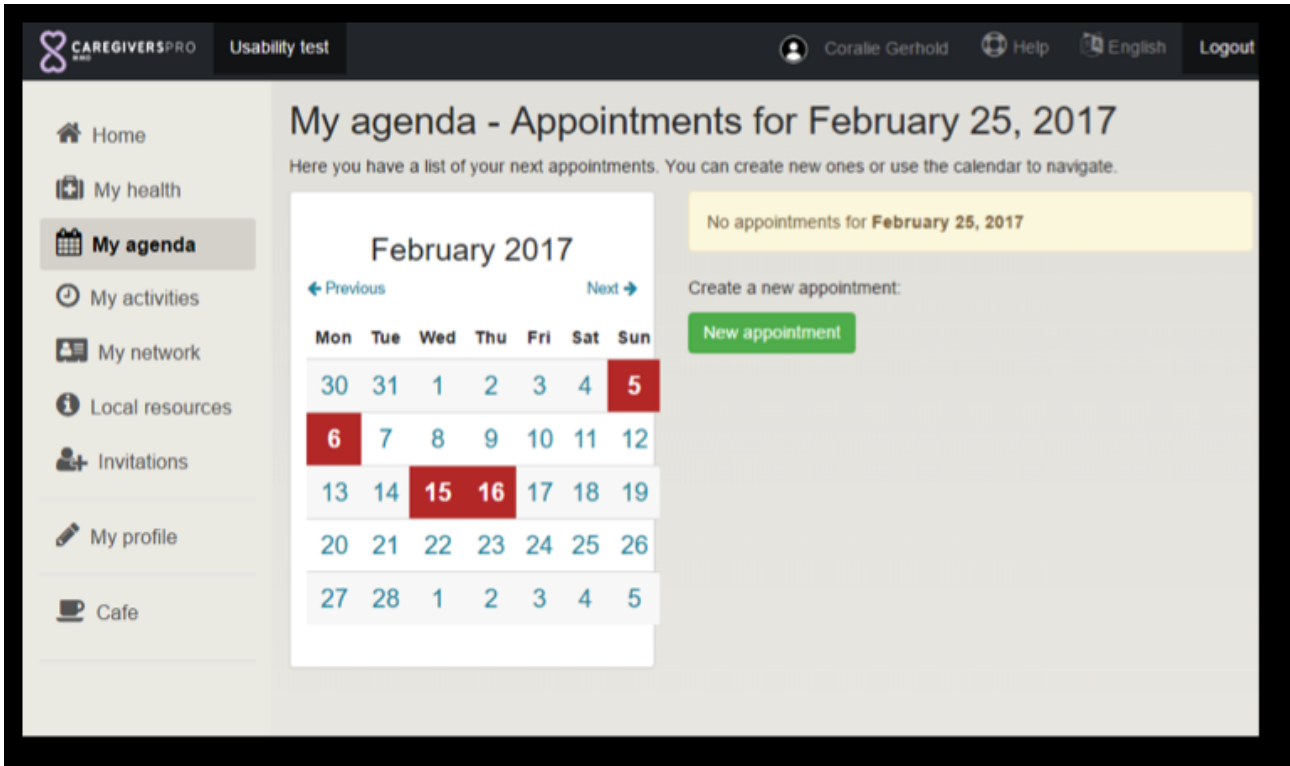 CAREGIVERSPRO
MMD
Usability test
Coralie Gerhold
Help
English
Logout
Home
My health
My agenda
My activities
My network
Local resources
Invitations
My profile
Cafe
My agenda - Appointments for February 25, 2017
Here you have a list of your next appointments. You can create new ones or use the calendar to navigate.
February 2017
Previous
Next
Mon Tue Wed Thu Fri Sat Sun
30 31 1 2 3 4 5
6 7 8 9 10 11 12
13 14 15 16 17 18 19
20 21 22 23 24 25 26
27 28 1 2 3 4 5
No appointments for February 25, 2017
Create a new appointment:
New appointment